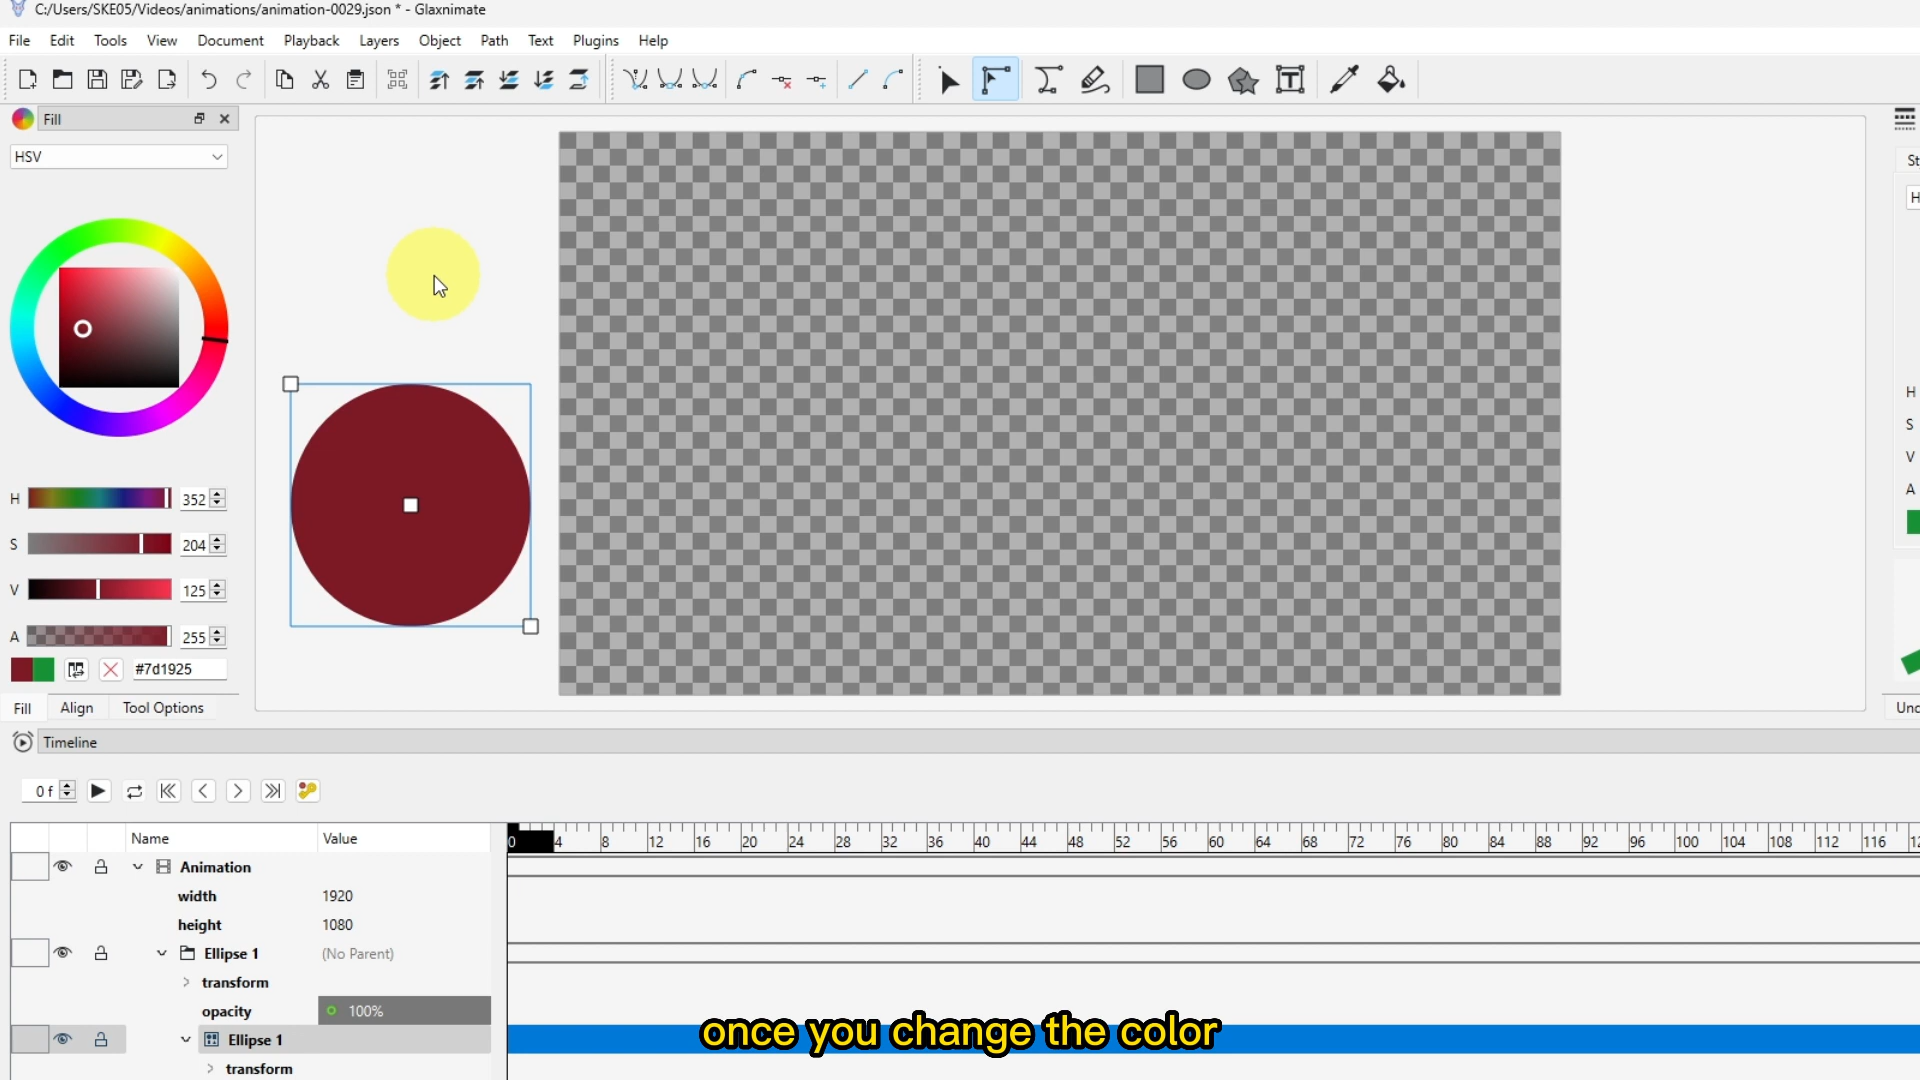 C:/Users/SKE05/Videos/animations/animation-0029.json * - Glaxnimate
File Edit Tools View Document Playback Layers Object Path Text Plugins Help
Fill
HSV
St
H
H
S
V
A
H 352
S 204
V 125
A 255
#7d1925
Fill Align Tool Options
Unc
Timeline
0 f
Name Value
0 4 8 12 16 20 24 28 32 36 40 44 48 52 56 60 64 68 72 76 80 84 88 92 96 100 104 108 112 116 12
Animation
width 1920
height 1080
Ellipse 1 (No Parent)
transform
opacity 100%
Ellipse 1
transform
once you change the color